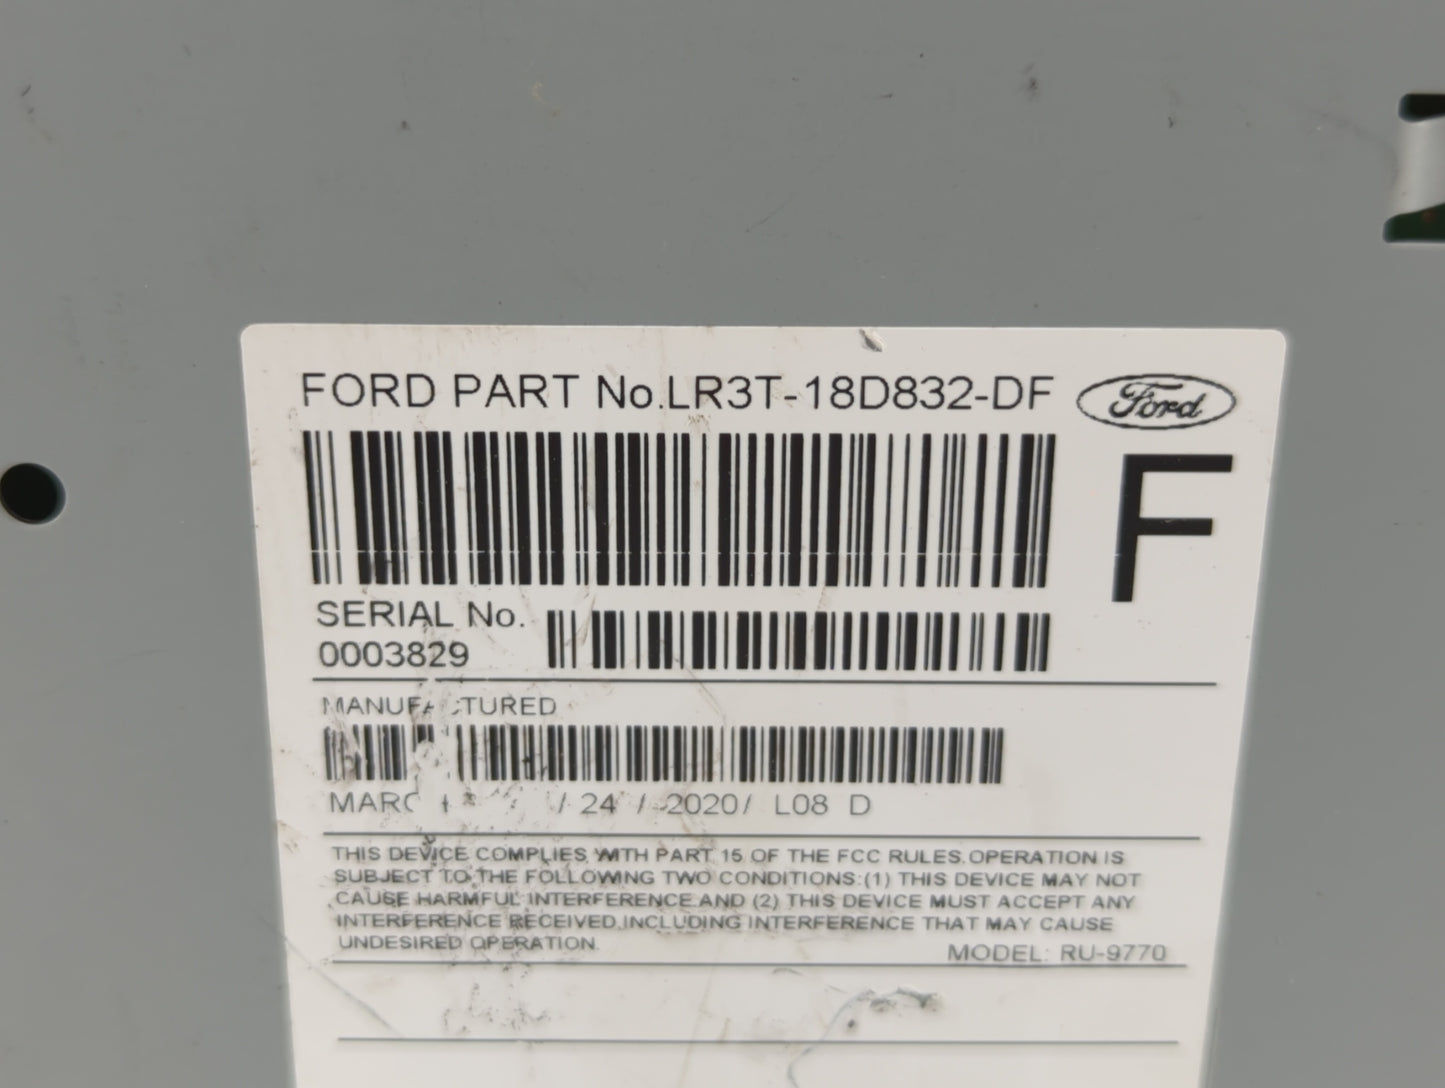 FORD PART No.LR3T-18D832-DF
Ford
F
SERIAL No.
0003829
MANUFACTURED
MARCH / 24 / 2020/ L08 D
THIS DEVICE COMPLIES WITH PART 15 OF THE FCC RULES.OPERATION IS
SUBJECT TO THE FOLLOWING TWO CONDITIONS:(1) THIS DEVICE MAY NOT
CAUSE HARMFUL INTERFERENCE.AND (2) THIS DEVICE MUST ACCEPT ANY
INTERFERENCE RECEIVED,INCLUDING INTERFERENCE THAT MAY CAUSE
UNDESIRED OPERATION.
MODEL: RU-9770